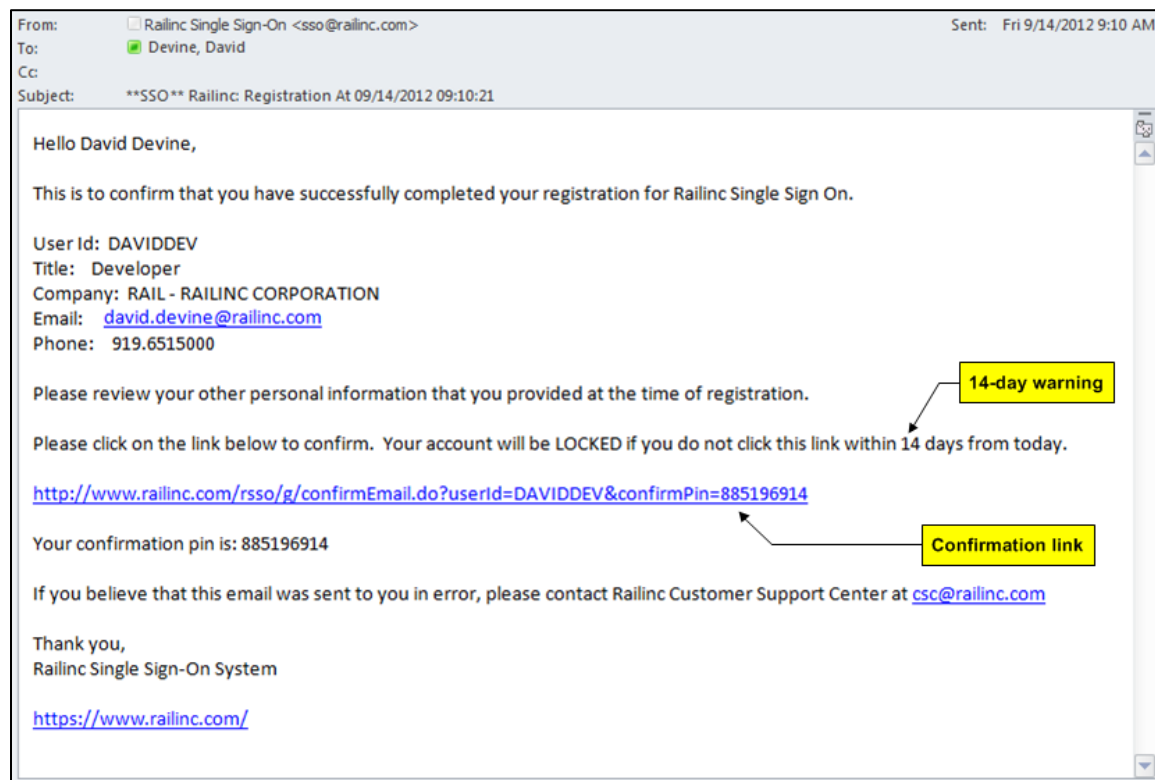 From: Railinc Single Sign-On <sso@railinc.com> Sent: Fri 9/14/2012 9:10 AM
To: Devine, David
Cc:
Subject: **SSO** Railinc: Registration At 09/14/2012 09:10:21
Hello David Devine,
This is to confirm that you have successfully completed your registration for Railinc Single Sign On.
User Id: DAVIDDEV
Title: Developer
Company: RAIL - RAILINC CORPORATION
Email: david.devine@railinc.com
Phone: 919.6515000
14-day warning
Please review your other personal information that you provided at the time of registration.
Please click on the link below to confirm. Your account will be LOCKED if you do not click this link within 14 days from today.
http://www.railinc.com/rsso/g/confirmEmail.do?userId=DAVIDDEV&confirmPin=885196914
Your confirmation pin is: 885196914
Confirmation link
If you believe that this email was sent to you in error, please contact Railinc Customer Support Center at csc@railinc.com
Thank you,
Railinc Single Sign-On System
https://www.railinc.com/